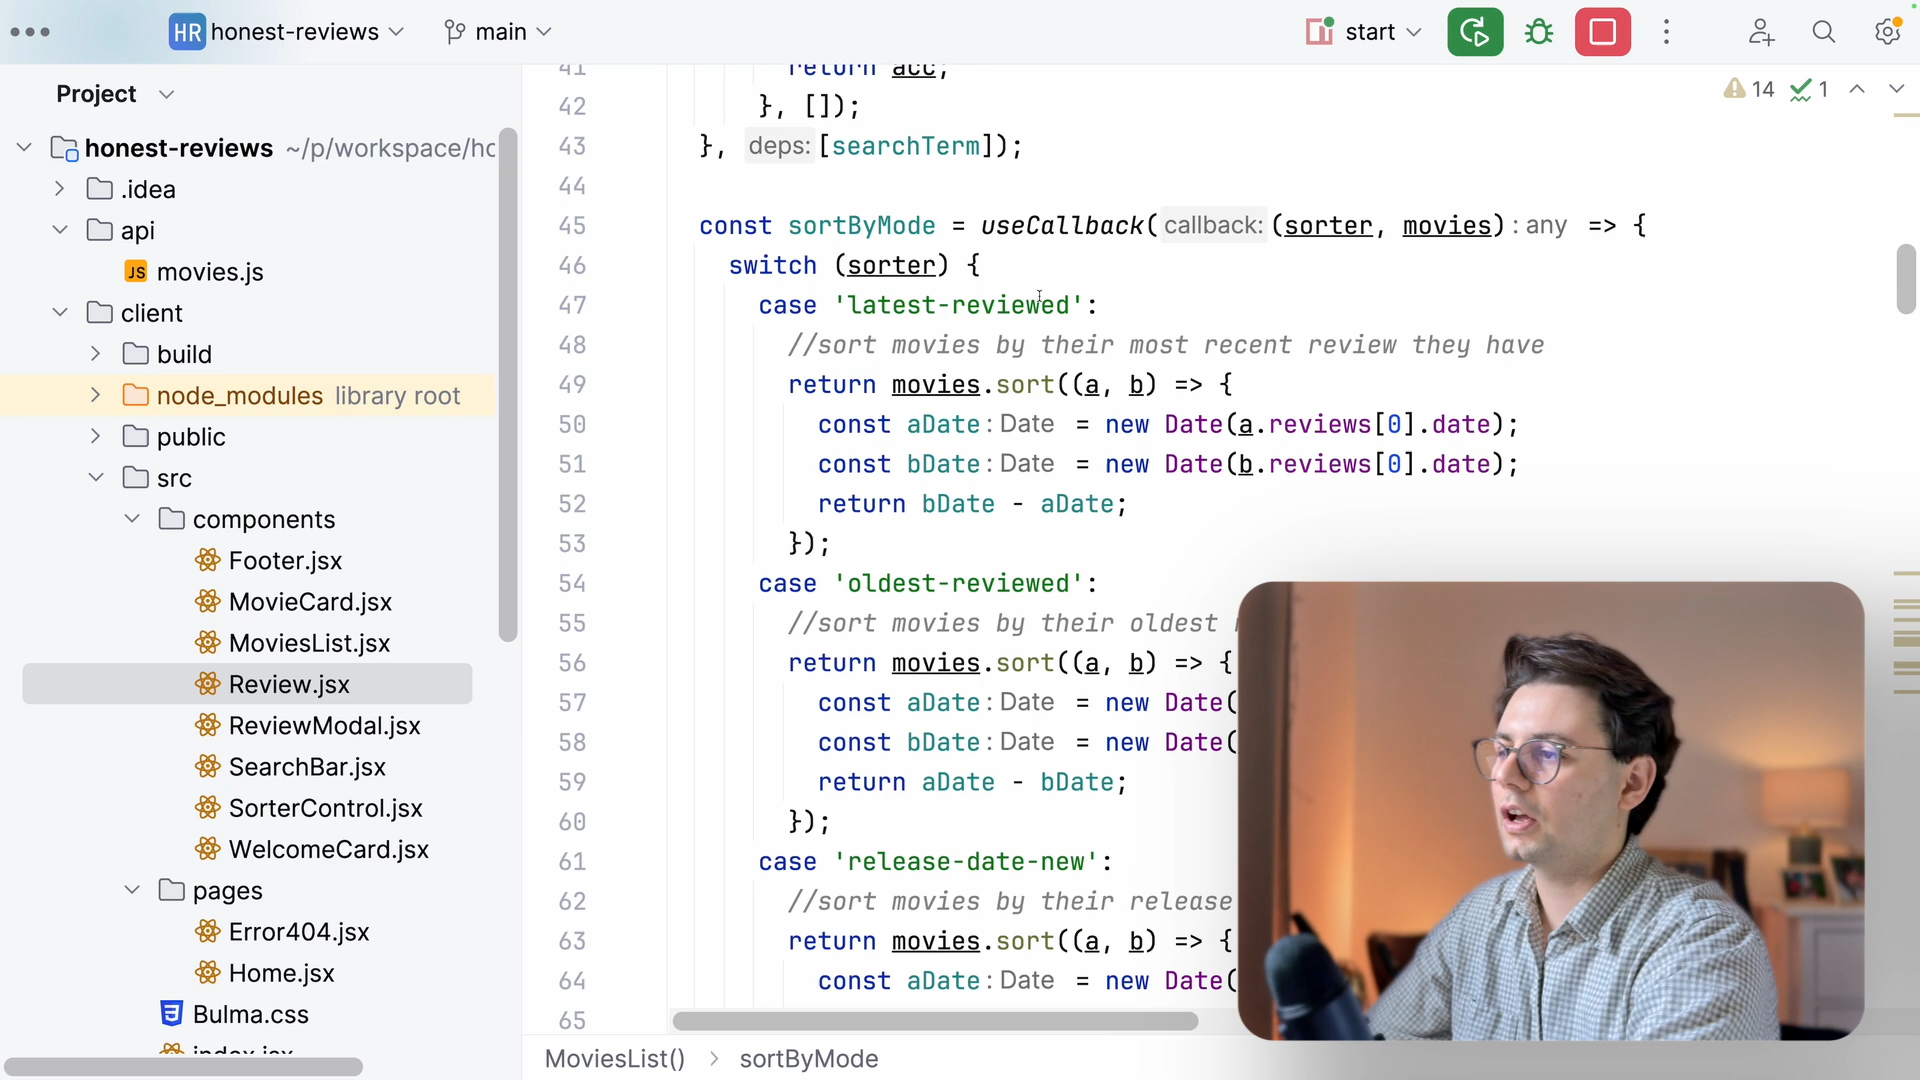 HR honest-reviews
main
start
Project
honest-reviews ~/p/workspace/ho
.idea
api
JS movies.js
client
build
node_modules library root
public
src
components
Footer.jsx
MovieCard.jsx
MoviesList.jsx
Review.jsx
ReviewModal.jsx
SearchBar.jsx
SorterControl.jsx
WelcomeCard.jsx
pages
Error404.jsx
Home.jsx
Bulma.css
index.jsx
14 1
41 return acc;
42 }, []);
43 }, deps: [searchTerm]);
44
45 const sortByMode = useCallback( callback: (sorter, movies) : any => {
46 switch (sorter) {
47 case 'latest-reviewed':
48 //sort movies by their most recent review they have
49 return movies.sort((a, b) => {
50 const aDate : Date = new Date(a.reviews[0].date);
51 const bDate : Date = new Date(b.reviews[0].date);
52 return bDate - aDate;
53 });
54 case 'oldest-reviewed':
55 //sort movies by their oldest
56 return movies.sort((a, b) => {
57 const aDate : Date = new Date(
58 const bDate : Date = new Date(
59 return aDate - bDate;
60 });
61 case 'release-date-new':
62 //sort movies by their release
63 return movies.sort((a, b) => {
64 const aDate : Date = new Date(
65
MoviesList() > sortByMode